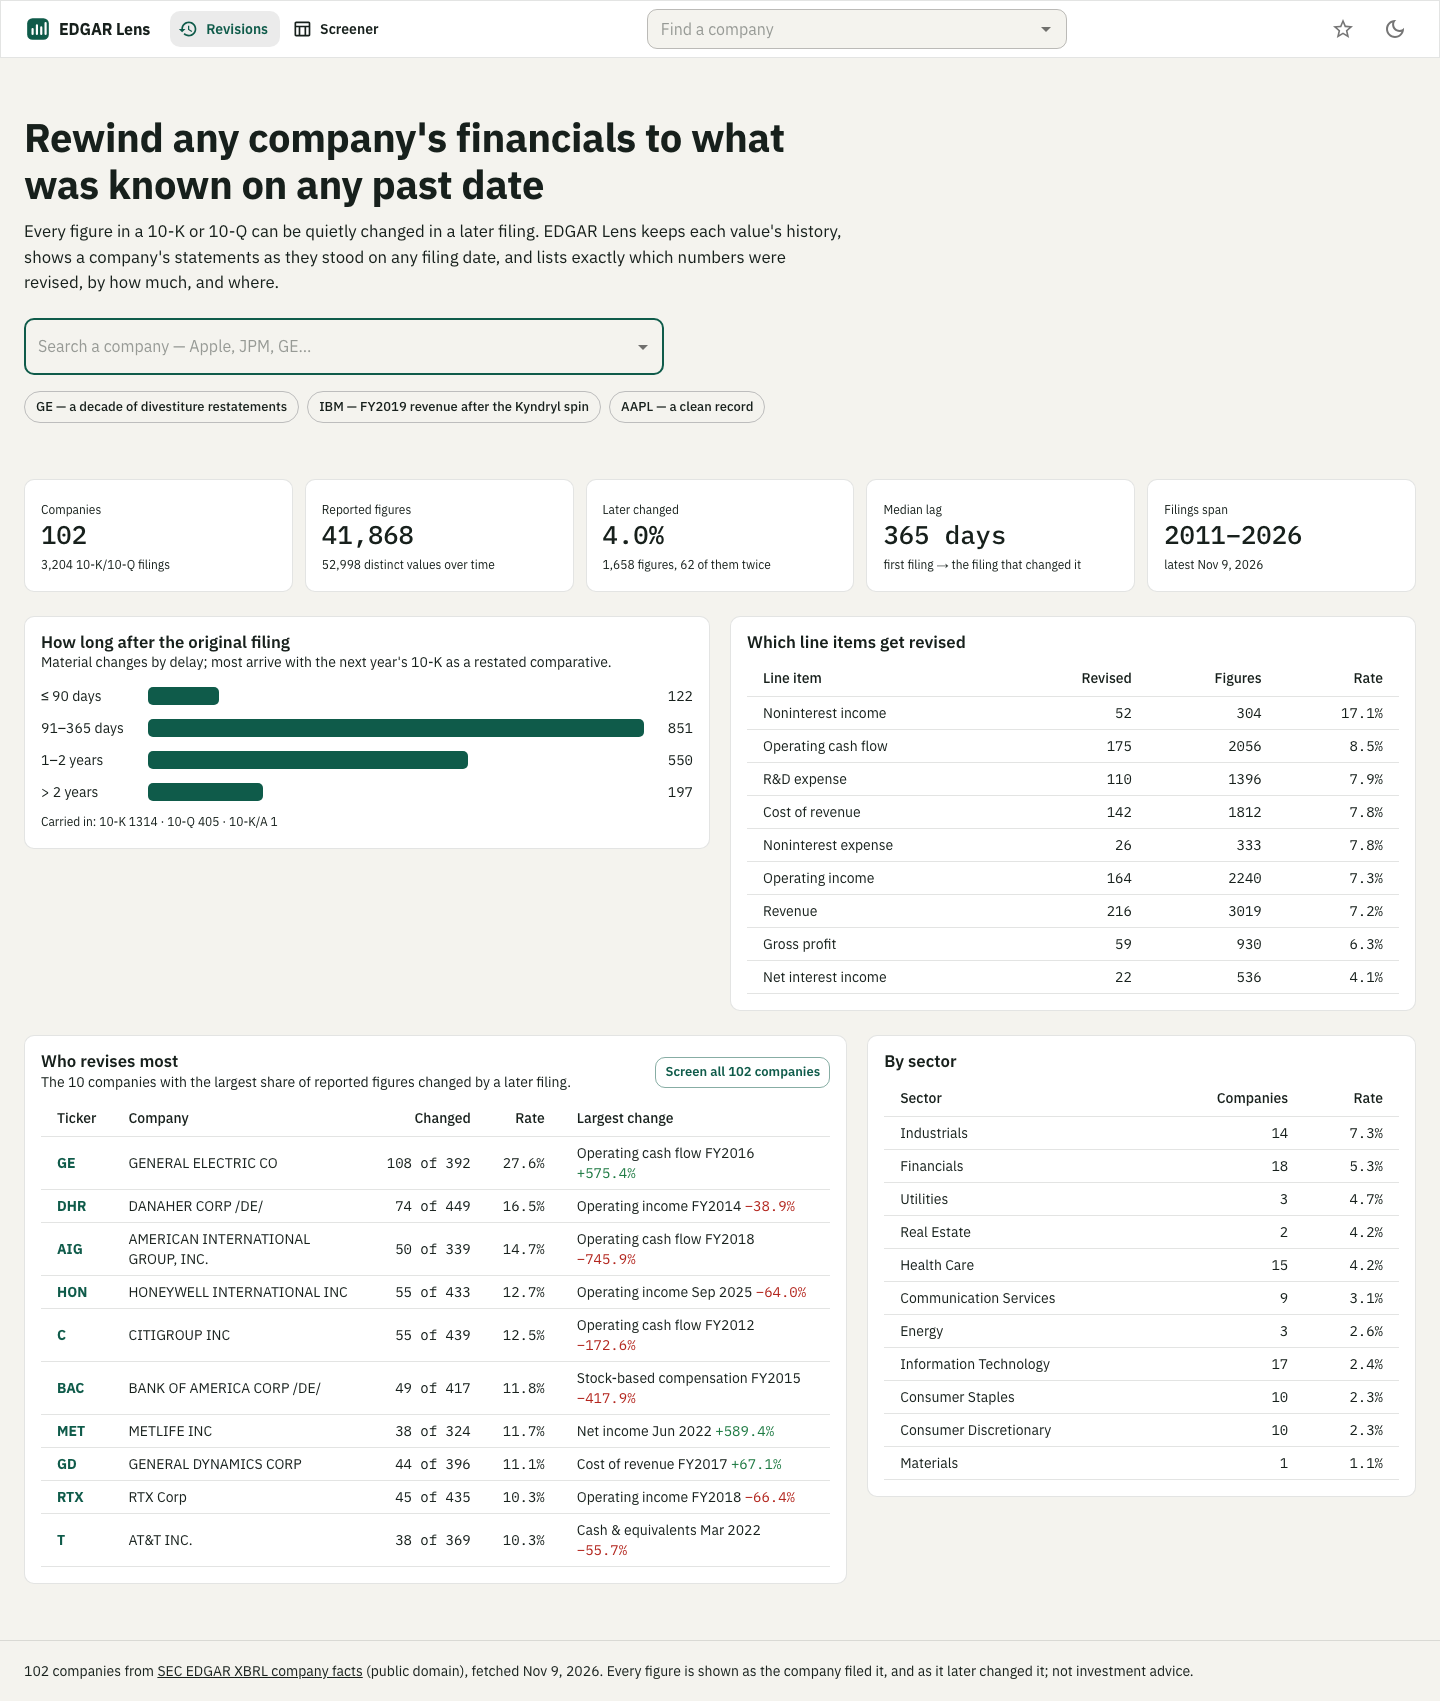 EDGAR Lens
Revisions
Screener
Find a company
Rewind any company's financials to what
was known on any past date
Every figure in a 10-K or 10-Q can be quietly changed in a later filing. EDGAR Lens keeps each value's history,
shows a company's statements as they stood on any filing date, and lists exactly which numbers were
revised, by how much, and where.
Search a company — Apple, JPM, GE...
GE — a decade of divestiture restatements
IBM — FY2019 revenue after the Kyndryl spin
AAPL — a clean record
Companies
102
3,204 10-K/10-Q filings
Reported figures
41,868
52,998 distinct values over time
Later changed
4.0%
1,658 figures, 62 of them twice
Median lag
365 days
first filing → the filing that changed it
Filings span
2011–2026
latest Nov 9, 2026
How long after the original filing
Material changes by delay; most arrive with the next year's 10-K as a restated comparative.
≤ 90 days 122
91–365 days 851
1–2 years 550
> 2 years 197
Carried in: 10-K 1314 · 10-Q 405 · 10-K/A 1
Which line items get revised
Line item Revised Figures Rate
Noninterest income 52 304 17.1%
Operating cash flow 175 2056 8.5%
R&D expense 110 1396 7.9%
Cost of revenue 142 1812 7.8%
Noninterest expense 26 333 7.8%
Operating income 164 2240 7.3%
Revenue 216 3019 7.2%
Gross profit 59 930 6.3%
Net interest income 22 536 4.1%
Who revises most
The 10 companies with the largest share of reported figures changed by a later filing.
Screen all 102 companies
Ticker Company Changed Rate Largest change
GE GENERAL ELECTRIC CO 108 of 392 27.6% Operating cash flow FY2016
+575.4%
DHR DANAHER CORP /DE/ 74 of 449 16.5% Operating income FY2014 −38.9%
AIG AMERICAN INTERNATIONAL
GROUP, INC. 50 of 339 14.7% Operating cash flow FY2018
−745.9%
HON HONEYWELL INTERNATIONAL INC 55 of 433 12.7% Operating income Sep 2025 −64.0%
C CITIGROUP INC 55 of 439 12.5% Operating cash flow FY2012
−172.6%
BAC BANK OF AMERICA CORP /DE/ 49 of 417 11.8% Stock-based compensation FY2015
−417.9%
MET METLIFE INC 38 of 324 11.7% Net income Jun 2022 +589.4%
GD GENERAL DYNAMICS CORP 44 of 396 11.1% Cost of revenue FY2017 +67.1%
RTX RTX Corp 45 of 435 10.3% Operating income FY2018 −66.4%
T AT&T INC. 38 of 369 10.3% Cash & equivalents Mar 2022
−55.7%
By sector
Sector Companies Rate
Industrials 14 7.3%
Financials 18 5.3%
Utilities 3 4.7%
Real Estate 2 4.2%
Health Care 15 4.2%
Communication Services 9 3.1%
Energy 3 2.6%
Information Technology 17 2.4%
Consumer Staples 10 2.3%
Consumer Discretionary 10 2.3%
Materials 1 1.1%
102 companies from SEC EDGAR XBRL company facts (public domain), fetched Nov 9, 2026. Every figure is shown as the company filed it, and as it later changed it; not investment advice.